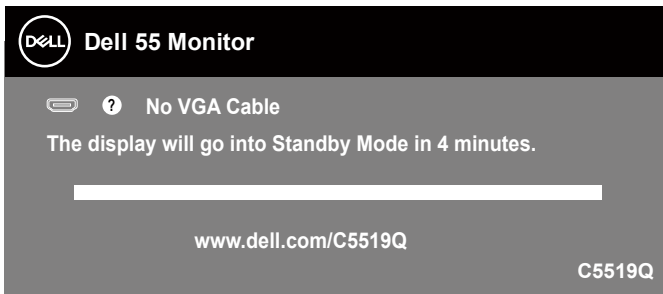 DELL Dell 55 Monitor
? No VGA Cable
The display will go into Standby Mode in 4 minutes.
www.dell.com/C5519Q
C5519Q